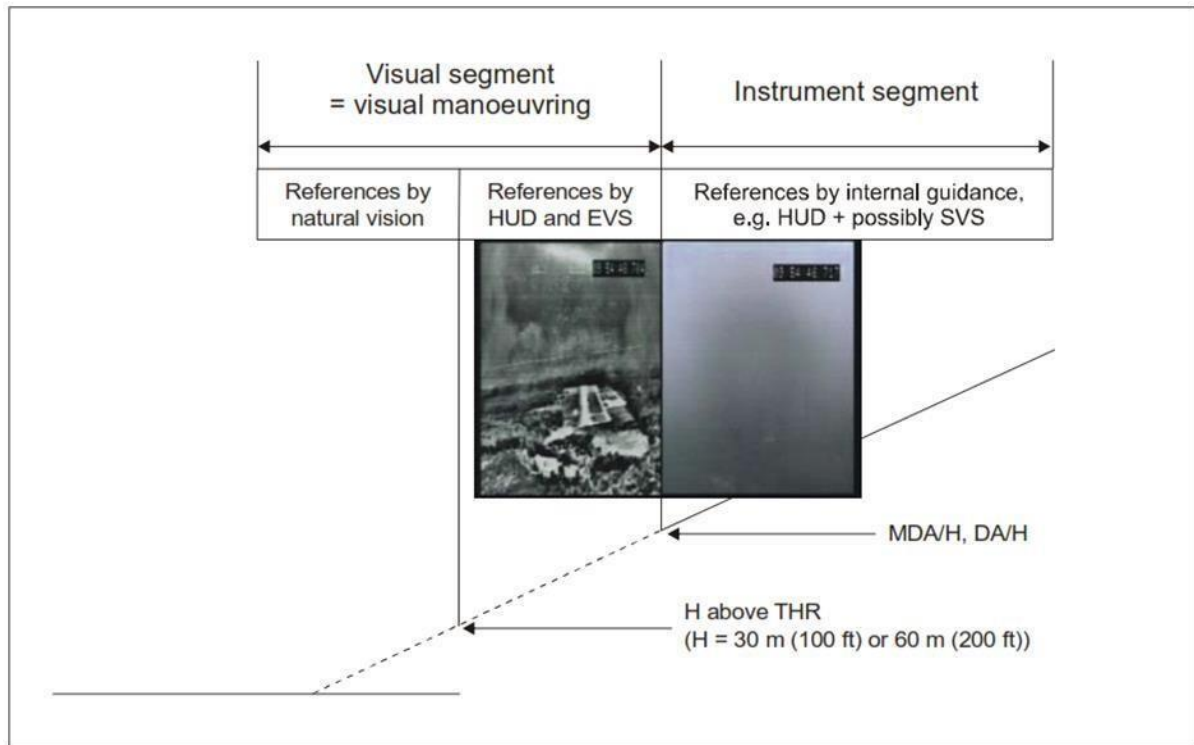 Visual segment
= visual manoeuvring
Instrument segment
References by
natural vision
References by
HUD and EVS
References by internal guidance,
e.g. HUD + possibly SVS
MDA/H, DA/H
H above THR
(H = 30 m (100 ft) or 60 m (200 ft))